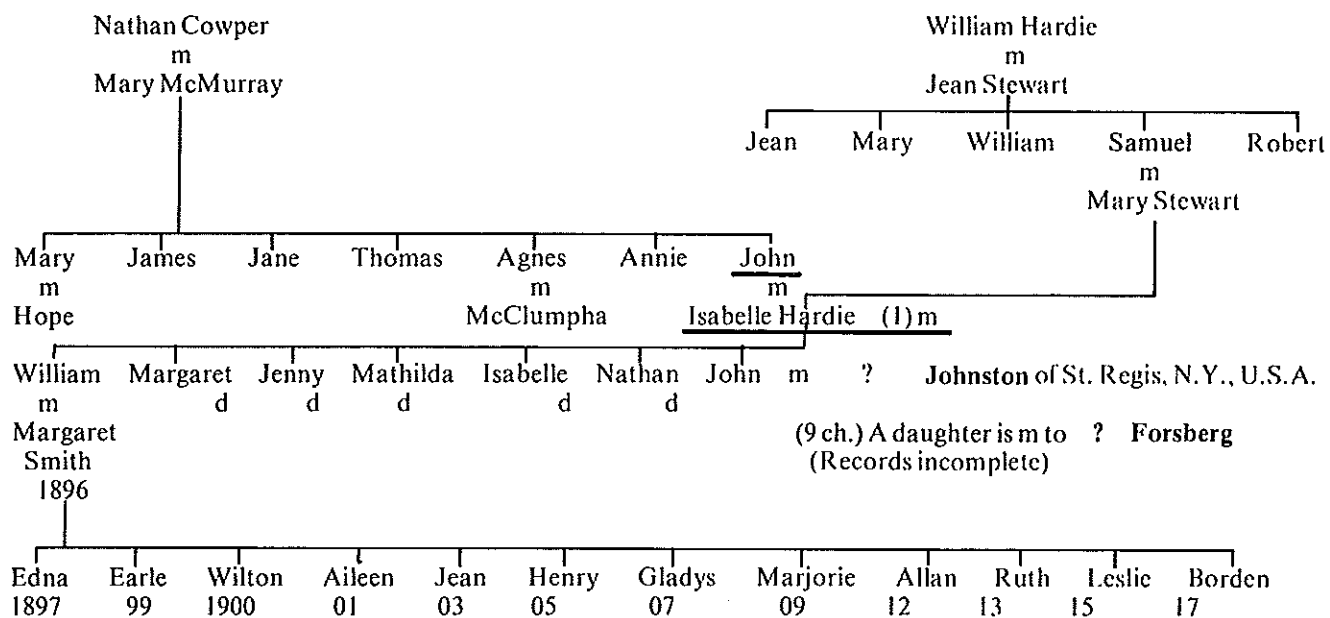 Nathan Cowper William Hardie
m m
Mary McMurray Jean Stewart
Jean Mary William Samuel Robert
m
Mary Stewart
Mary James Jane Thomas Agnes Annie John
m m m
Hope McClumpha Isabelle Hardie (1) m
William Margaret Jenny Mathilda Isabelle Nathan John m ? Johnston of St. Regis, N.Y., U.S.A.
m d d d d d
Margaret (9 ch.) A daughter is m to ? Forsberg
Smith (Records incomplete)
1896
Edna Earle Wilton Aileen Jean Henry Gladys Marjorie Allan Ruth Leslie Borden
1897 99 1900 01 03 05 07 09 12 13 15 17